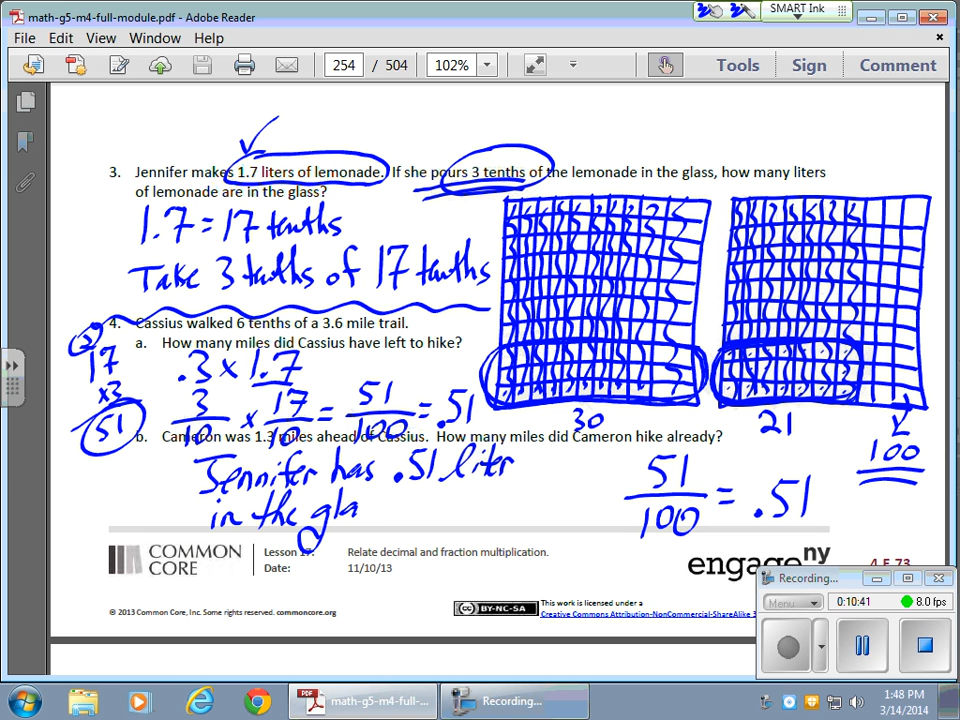 math-g5-m4-full-module.pdf - Adobe Reader
SMART Ink
File Edit View Window Help
254 / 504 102% Tools Sign Comment
3. Jennifer makes 1.7 liters of lemonade. If she pours 3 tenths of the lemonade in the glass, how many liters
of lemonade are in the glass?
1.7 = 17 tenths
Take 3 tenths of 17 tenths
4. Cassius walked 6 tenths of a 3.6 mile trail.
a. How many miles did Cassius have left to hike?
2
17
x3
51
.3 x 1.7
3/10 x 17/10 = 51/100 = .51
30
21
100
b. Cameron was 1.3 miles ahead of Cassius. How many miles did Cameron hike already?
Jennifer has .51 liter
in the gla
51/100 = .51
COMMON
CORE
Lesson 17:
Date:
Relate decimal and fraction multiplication.
11/10/13
engageny
4.E.73
© 2013 Common Core, Inc. Some rights reserved. commoncore.org
CC BY-NC-SA
This work is licensed under a
Creative Commons Attribution-NonCommercial-ShareAlike 3
Recording...
Menu 0:10:41 8.0 fps
math-g5-m4-full-...
Recording...
1:48 PM
3/14/2014